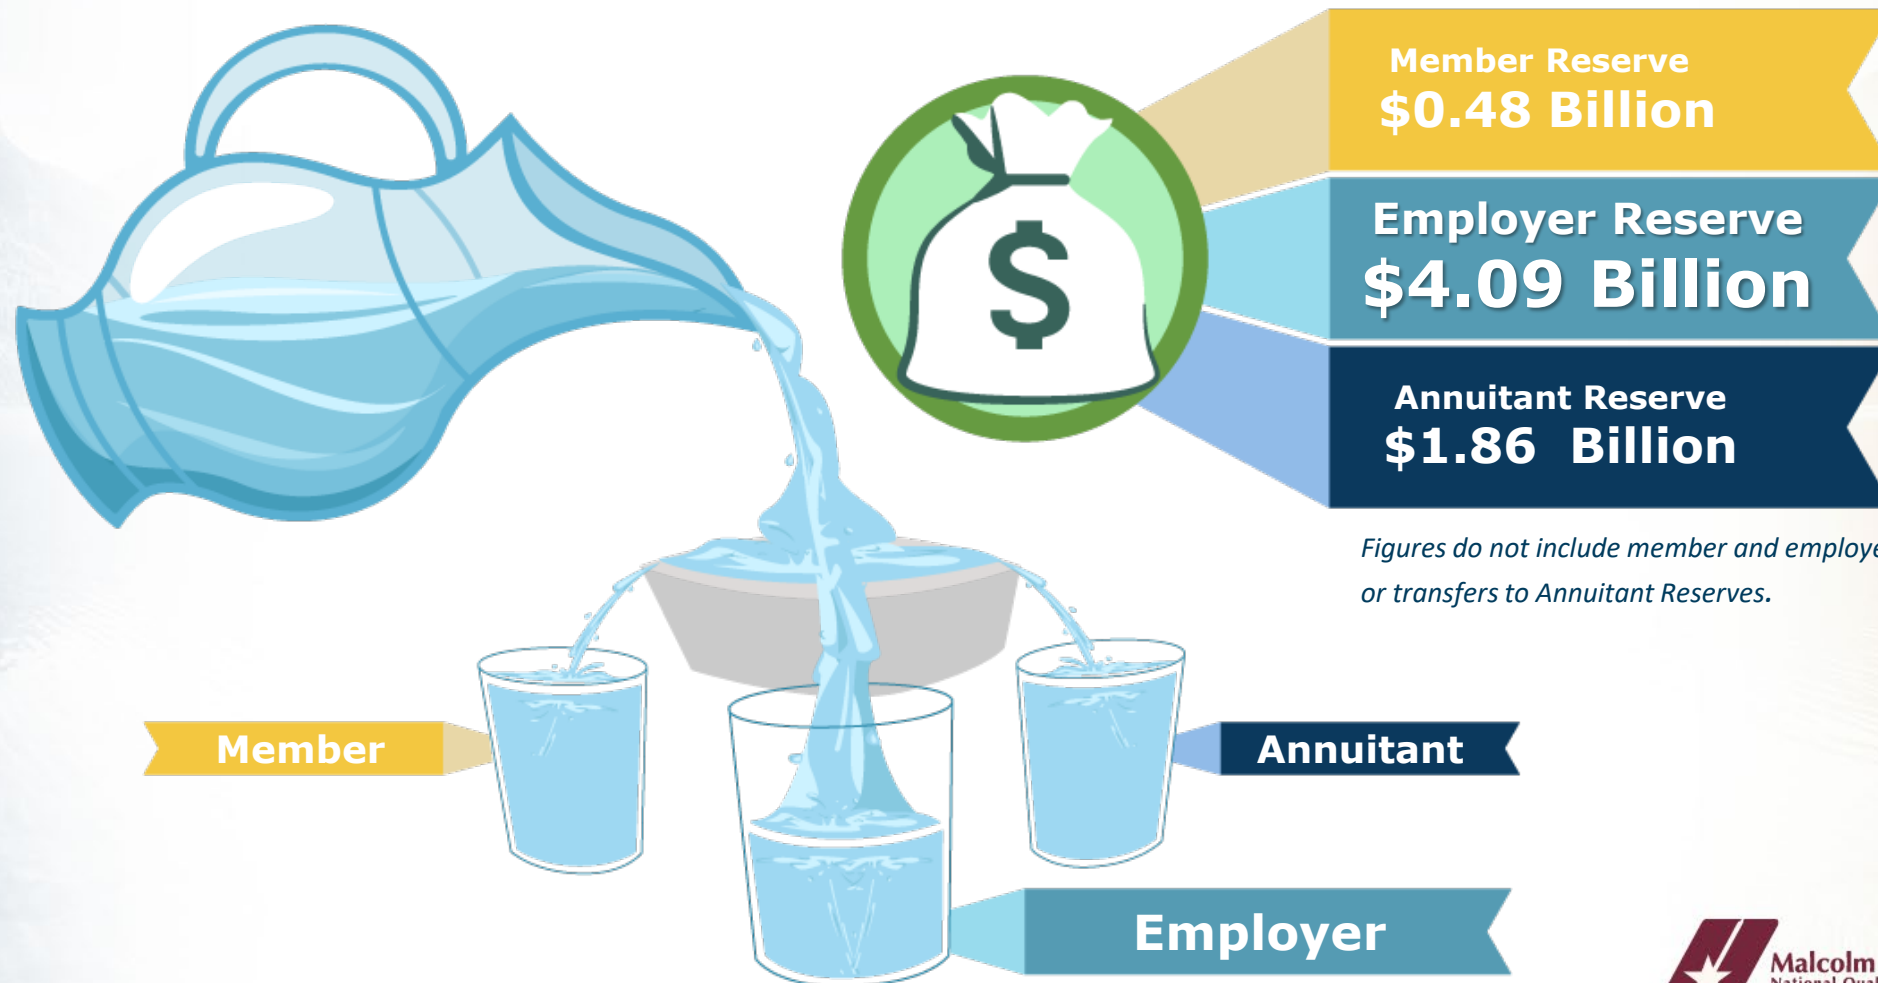 Member Reserve
$0.48 Billion
Employer Reserve
$4.09 Billion
Annuitant Reserve
$1.86 Billion
Figures do not include member and
or transfers to Annuitant Reserves.
Member
Annuitant
Employer
Malcolm
National